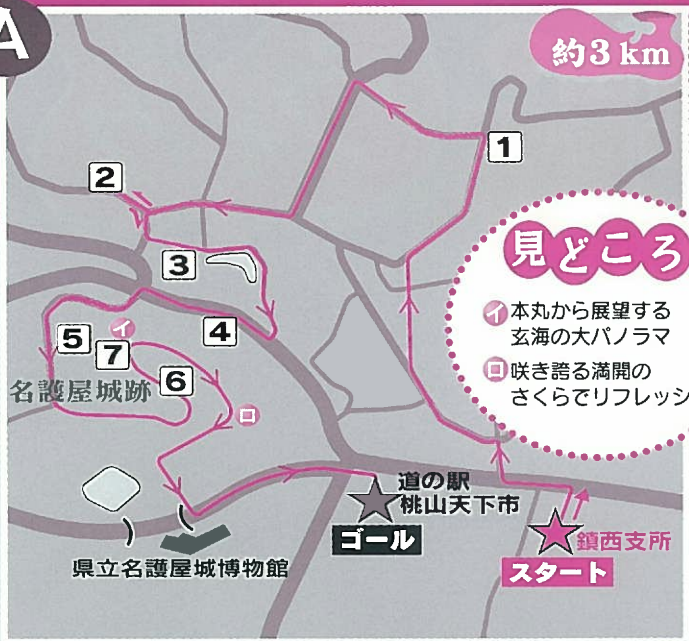 A
約3km
1
2
3
見どころ
イ 本丸から展望する
玄海の大パノラマ
ロ 咲き誇る満開の
さくらでリフレッシ
4
5
イ
7
6
名護屋城跡
ロ
道の駅
桃山天下市
ゴール
鎮西支所
スタート
県立名護屋城博物館